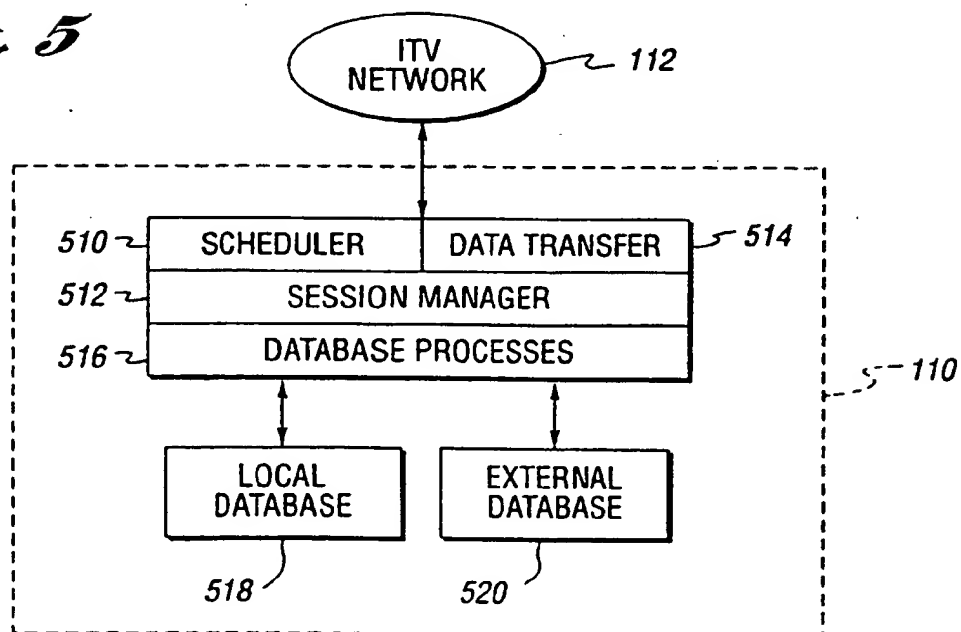 5
ITV
NETWORK
112
510
SCHEDULER
DATA TRANSFER
514
512
SESSION MANAGER
516
DATABASE PROCESSES
110
LOCAL
DATABASE
EXTERNAL
DATABASE
518
520